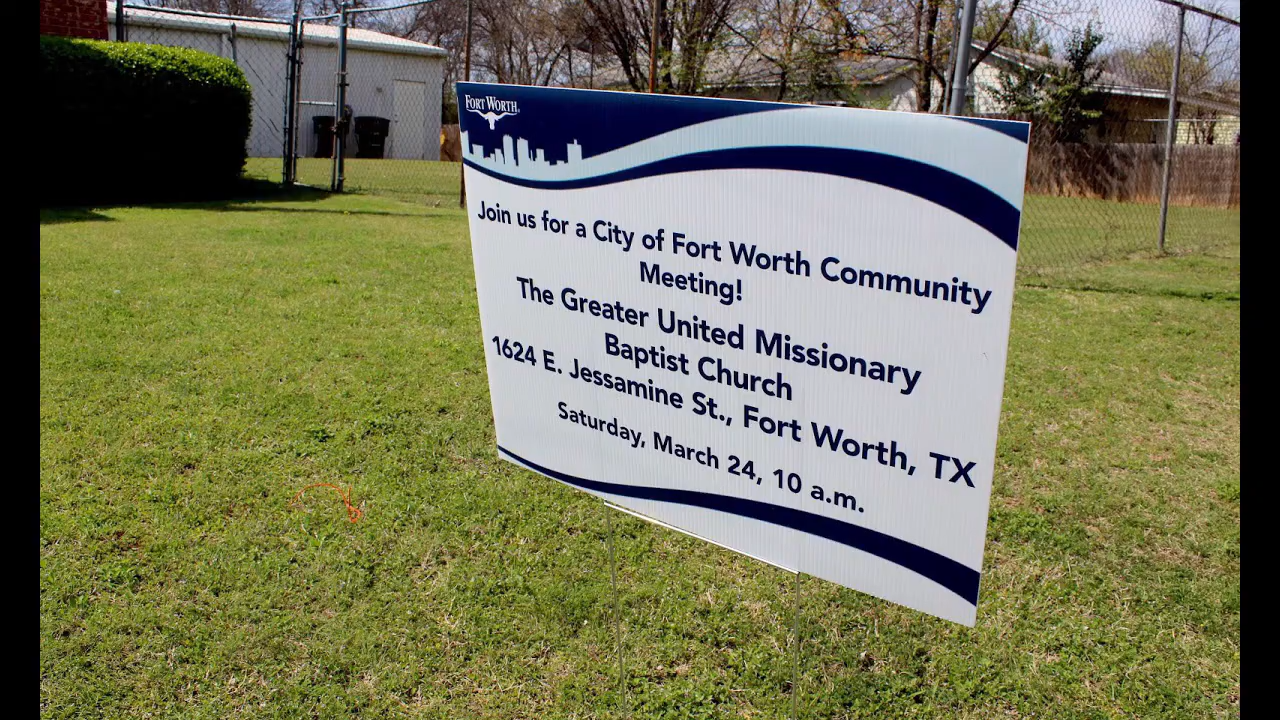 FORT WORTH®
Join us for a City of Fort Worth Community
Meeting!
The Greater United Missionary
Baptist Church
1624 E. Jessamine St., Fort Worth, TX
Saturday, March 24, 10 a.m.